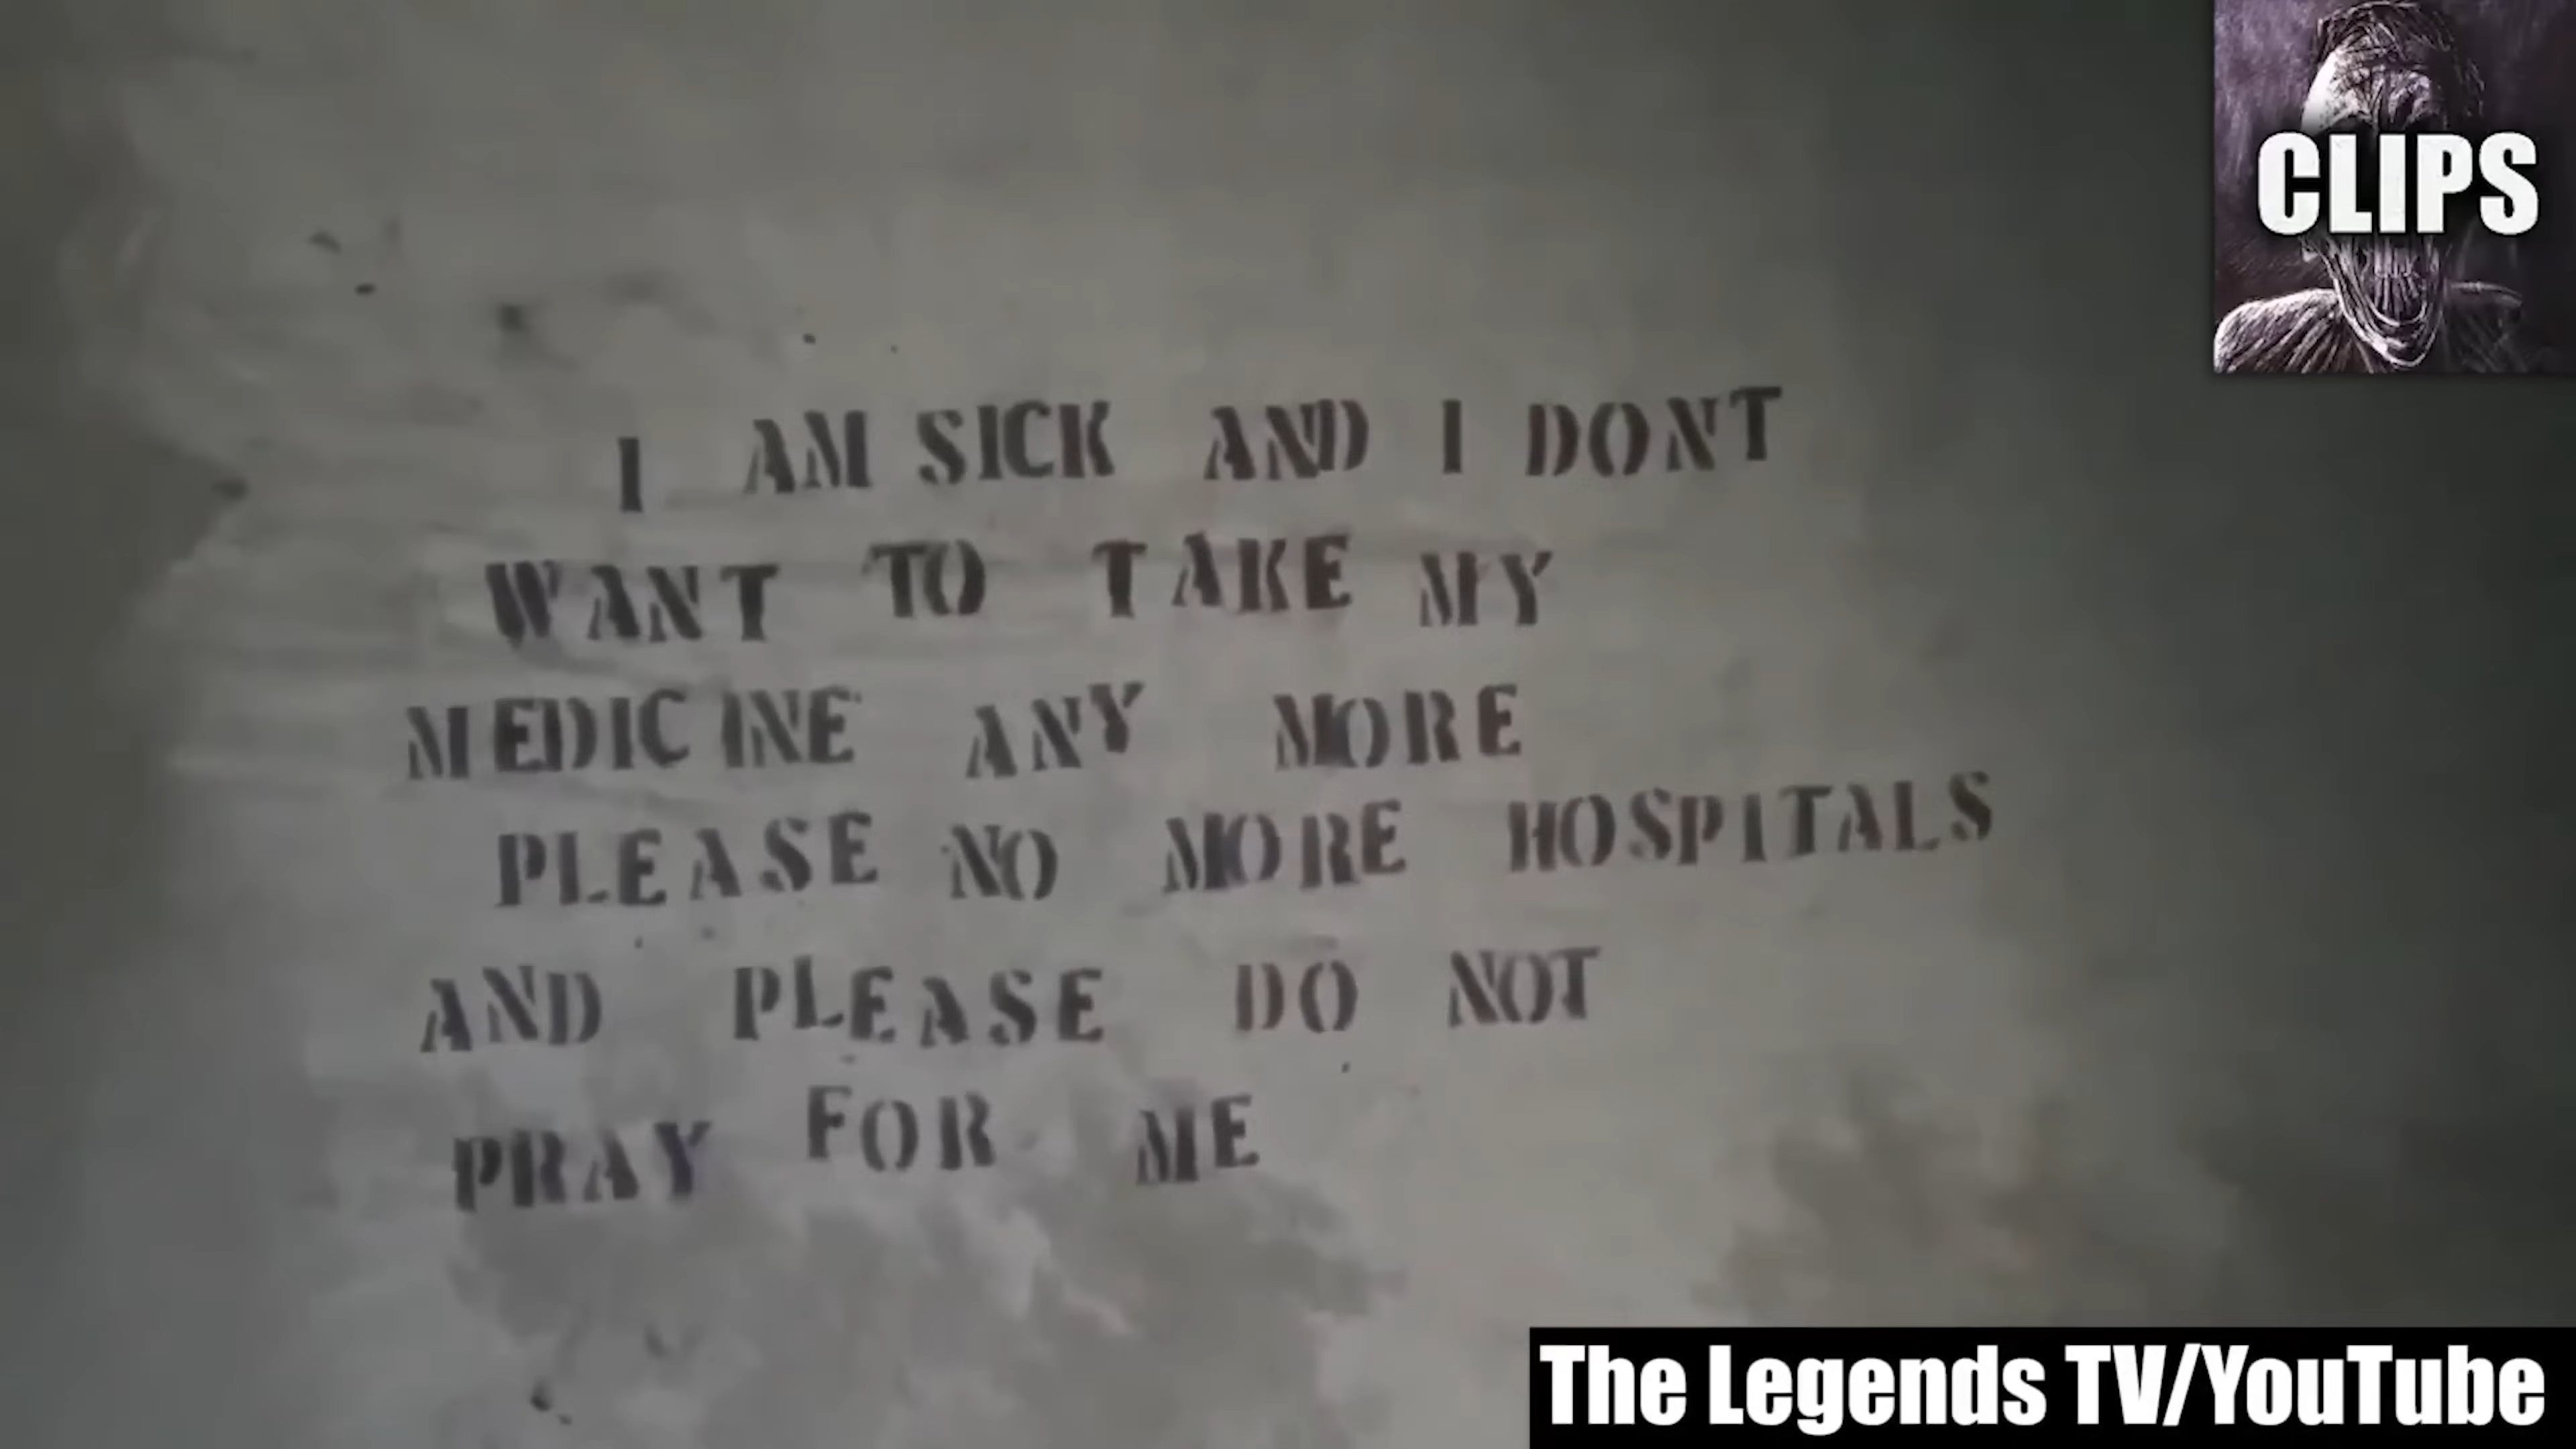 CLIPS
I AM SICK AND I DONT
WANT TO TAKE MY
MEDICINE ANY MORE
PLEASE NO MORE HOSPITALS
AND PLEASE DO NOT
PRAY FOR ME
The Legends TV/YouTube